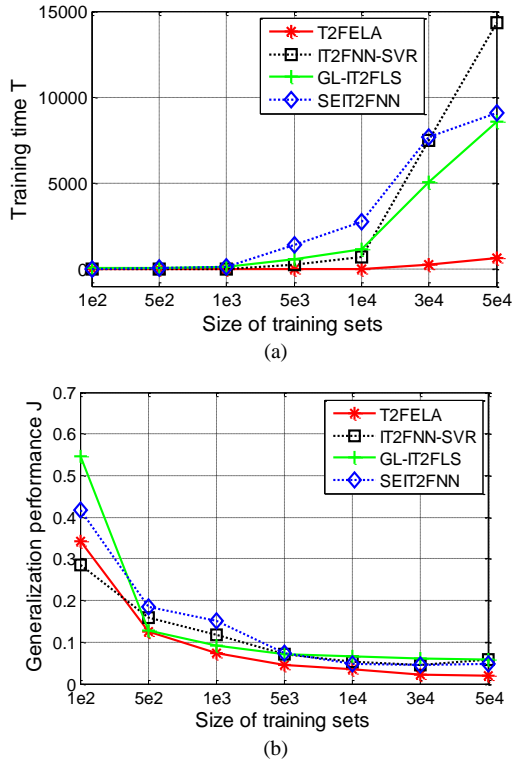 15000
10000
5000
0
Training time T
T2FELA
IT2FNN-SVR
GL-IT2FLS
SEIT2FNN
1e2 5e2 1e3 5e3 1e4 3e4 5e4
Size of training sets
(a)
0.7
0.6
0.5
0.4
0.3
0.2
0.1
0
Generalization performance J
T2FELA
IT2FNN-SVR
GL-IT2FLS
SEIT2FNN
1e2 5e2 1e3 5e3 1e4 3e4 5e4
Size of training sets
(b)